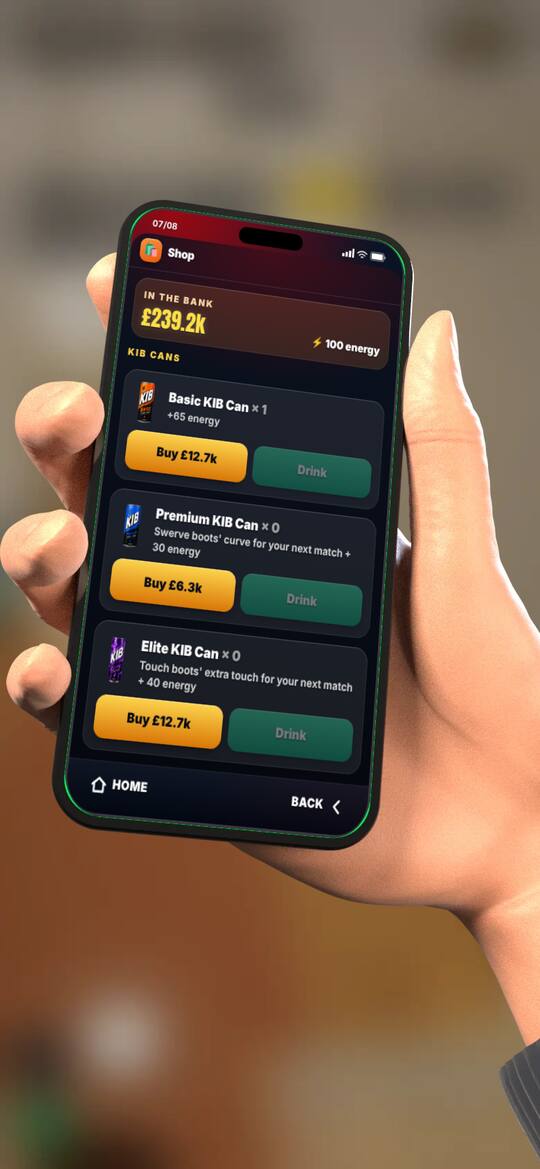 07/08
Shop
IN THE BANK
£239.2k
⚡ 100 energy
KIB CANS
KIB
Basic KIB Can × 1
+65 energy
Buy £12.7k
Drink
KIB
Premium KIB Can × 0
Swerve boots' curve for your next match +
30 energy
Buy £6.3k
Drink
KIB
Elite KIB Can × 0
Touch boots' extra touch for your next match
+ 40 energy
Buy £12.7k
Drink
HOME
BACK